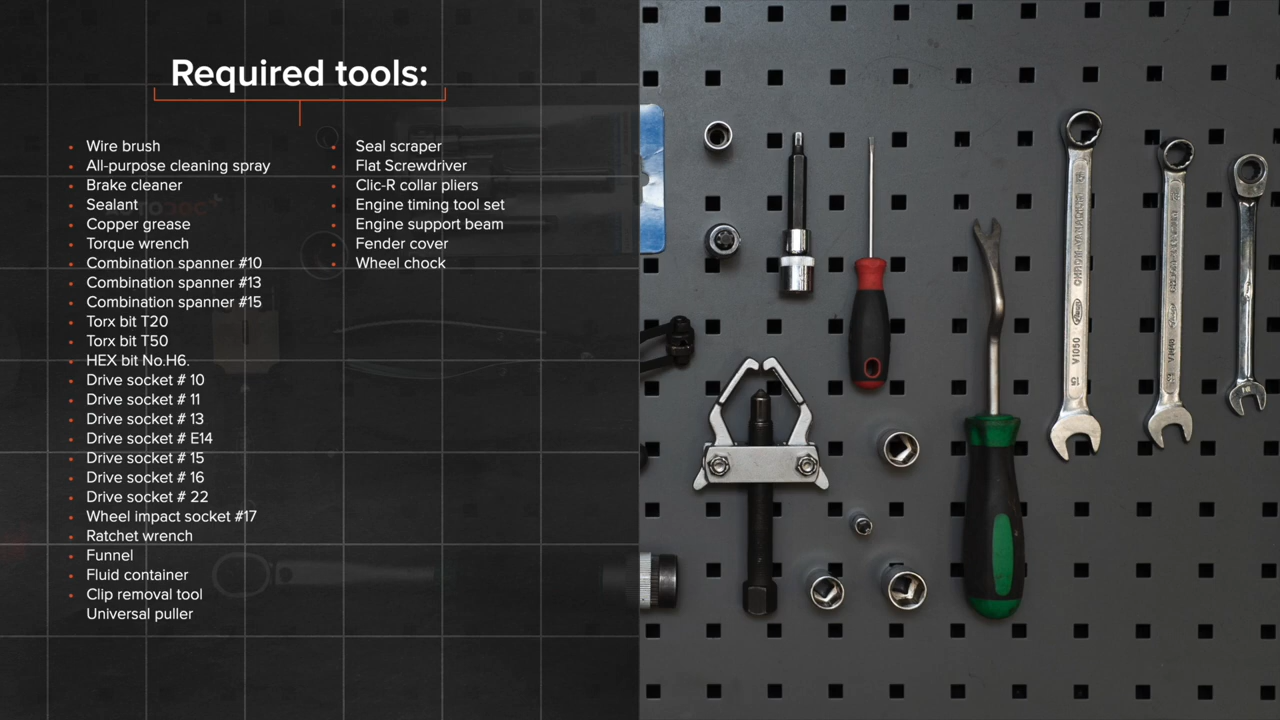 Required tools:
Wire brush
All-purpose cleaning spray
Brake cleaner
Sealant
Copper grease
Torque wrench
Combination spanner #10
Combination spanner #13
Combination spanner #15
Torx bit T20
Torx bit T50
HEX bit No.H6.
Drive socket # 10
Drive socket # 11
Drive socket # 13
Drive socket # E14
Drive socket # 15
Drive socket # 16
Drive socket # 22
Wheel impact socket #17
Ratchet wrench
Funnel
Fluid container
Clip removal tool
Universal puller
Seal scraper
Flat Screwdriver
Clic-R collar pliers
Engine timing tool set
Engine support beam
Fender cover
Wheel chock
CHROM-VANADIUM
V1050